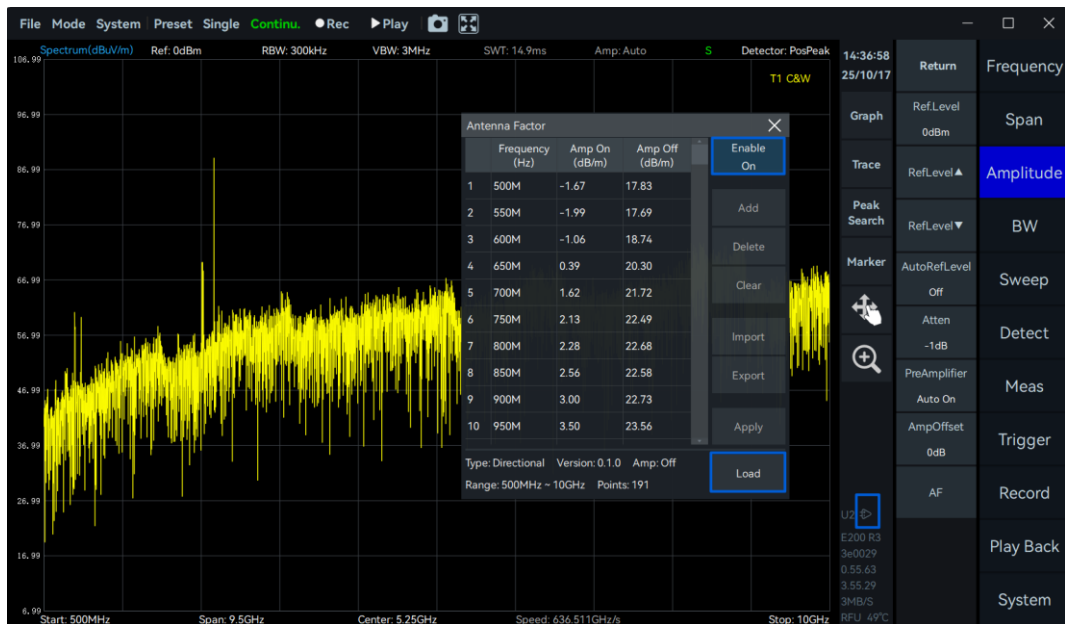 File Mode System Preset Single Continu. Rec Play
Spectrum(dBuV/m) Ref: 0dBm RBW: 300kHz VBW: 3MHz SWT: 14.9ms Amp: Auto S Detector: PosPeak
T1 C&W
106.99
96.99
86.99
76.99
66.99
56.99
46.99
36.99
26.99
16.99
6.99
Start: 500MHz Span: 9.5GHz Center: 5.25GHz Speed: 636.511GHz/s Stop: 10GHz
Antenna Factor
Frequency (Hz) Amp On (dB/m) Amp Off (dB/m)
1 500M -1.67 17.83
2 550M -1.99 17.69
3 600M -1.06 18.74
4 650M 0.39 20.30
5 700M 1.62 21.72
6 750M 2.13 22.49
7 800M 2.28 22.68
8 850M 2.56 22.58
9 900M 3.00 22.73
10 950M 3.50 23.56
Type: Directional Version: 0.1.0 Amp: Off
Range: 500MHz ~ 10GHz Points: 191
Enable
On
Add
Delete
Clear
Import
Export
Apply
Load
14:36:58
25/10/17
Graph
Trace
Peak
Search
Marker
U2
E200 R3
3e0029
0.55.63
3.55.29
3MB/S
RFU 49°C
Return
Ref.Level
0dBm
RefLevel▲
RefLevel▼
AutoRefLevel
Off
Atten
-1dB
PreAmplifier
Auto On
AmpOffset
0dB
AF
Frequency
Span
Amplitude
BW
Sweep
Detect
Meas
Trigger
Record
Play Back
System